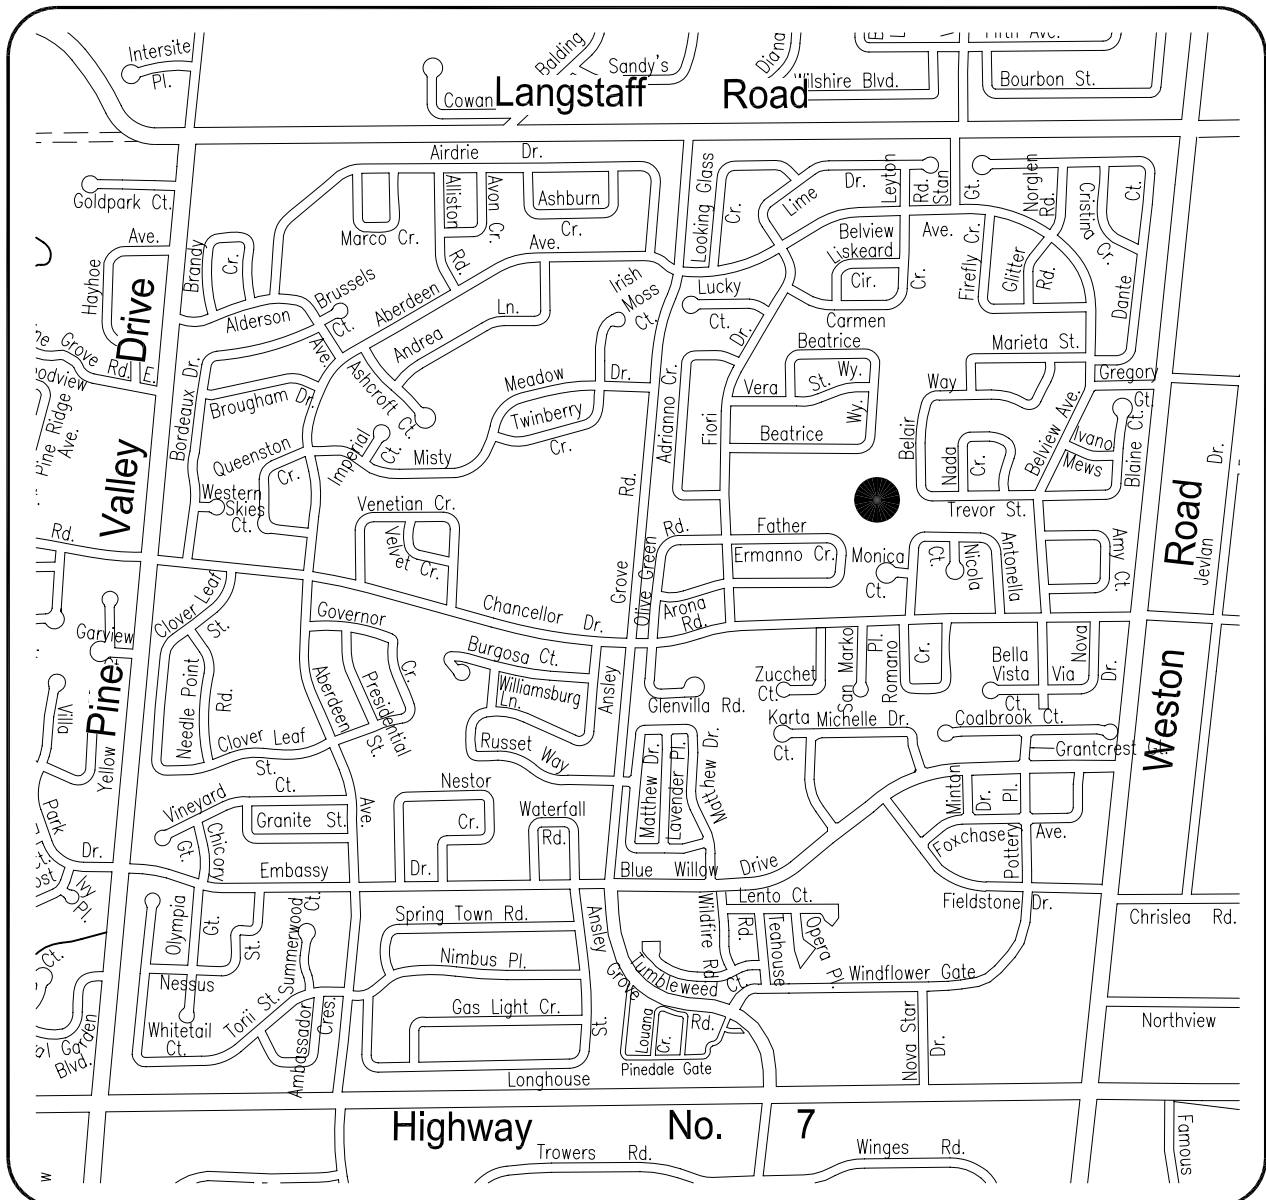 Intersite
Pl.
Balding
Sandy's
Diana
Fifth Ave.
Wilshire Blvd.
Bourbon St.
Cowan
Langstaff Road
Airdrie Dr.
Goldpark Ct.
Alliston
Rd.
Avon Cr.
Ashburn
Cr.
Marco Cr.
Looking Glass
Cr.
Lime Dr.
Leyton
Rd.
Stan
Gt.
Norglen
Rd.
Cristina Cr.
Ct.
Ave.
Hayhoe
Brandy
Cr.
Brussels
Ct.
Aberdeen
Ave.
Irish
Moss
Ct.
Belview
Ave.
Liskeard
Cir.
Cr.
Firefly Cr.
Glitter
Rd.
Dante
Drive
Alderson
Ave.
Andrea
Ln.
Lucky
Ct.
Dr.
Carmen
Grove Rd. E.
Woodview
Pine Ridge
Ave.
Bordeaux Dr.
Brougham Dr.
Ashcroft Ct.
Meadow Dr.
Twinberry
Cr.
Adrianno Cr.
Fiori
Vera
Beatrice
St.
Wy.
Wy.
Beatrice
Marieta St.
Way
Belair
Gregory
Gt.
Valley
Queenston
Cr.
Imperial
Ct.
Misty
Nada
Cr.
Belview Ave.
Ivano
Mews
Blaine Ct.
Dr.
Western
Skies
Ct.
Venetian Cr.
Velvet Cr.
Rd.
Trevor St.
Road
Rd.
Rd.
Father
Ermanno Cr.
Monica
Ct.
Ct.
Nicola
Antonella
Amy Ct.
Jevlan
Clover Leaf
St.
Governor
Cr.
Chancellor Dr.
Grove
Olive Green
Arona
Rd.
Garview
Burgosa Ct.
Williamsburg
Ln.
Ansley
Glenvilla Rd.
Zucchet
Ct.
San Marko
Pl.
Romano
Cr.
Bella
Vista
Ct.
Via
Nova
Dr.
Pine
Villa
Yellow
Needle Point
Rd.
Aberdeen
Presidential
St.
Clover Leaf
St.
Russet Way
Karta
Ct.
Michelle Dr.
Coalbrook Ct.
Grantcrest Ct.
Weston
Matthew Dr.
Lavender Pl.
Matthew Dr.
Vineyard
Ct.
Gt.
Granite St.
Ave.
Nestor
Cr.
Dr.
Waterfall
Rd.
Mintan
Dr.
Pl.
Pottery
Foxchase
Ave.
Park
Dr.
Chicory
Embassy
Blue Willow Drive
Fieldstone Dr.
Ivy
Pl.
Olympia
Gt.
St.
Summerwood
Ct.
Spring Town Rd.
Nimbus Pl.
Ansley
Grove
Wildfire Rd.
Lento Ct.
Rd.
Teahouse
Opera Pl.
Chrislea Rd.
Ct.
Nessus
Torii St.
Gas Light Cr.
St.
Tumbleweed Ct.
Windflower Gate
Garden
Blvd.
Whitetail
Ct.
Ambassador
Cres.
Louana
Cr.
Rd.
Pinedale Gate
Nova Star
Dr.
Northview
Longhouse
Highway No. 7
Trowers Rd.
Winges Rd.
Famous